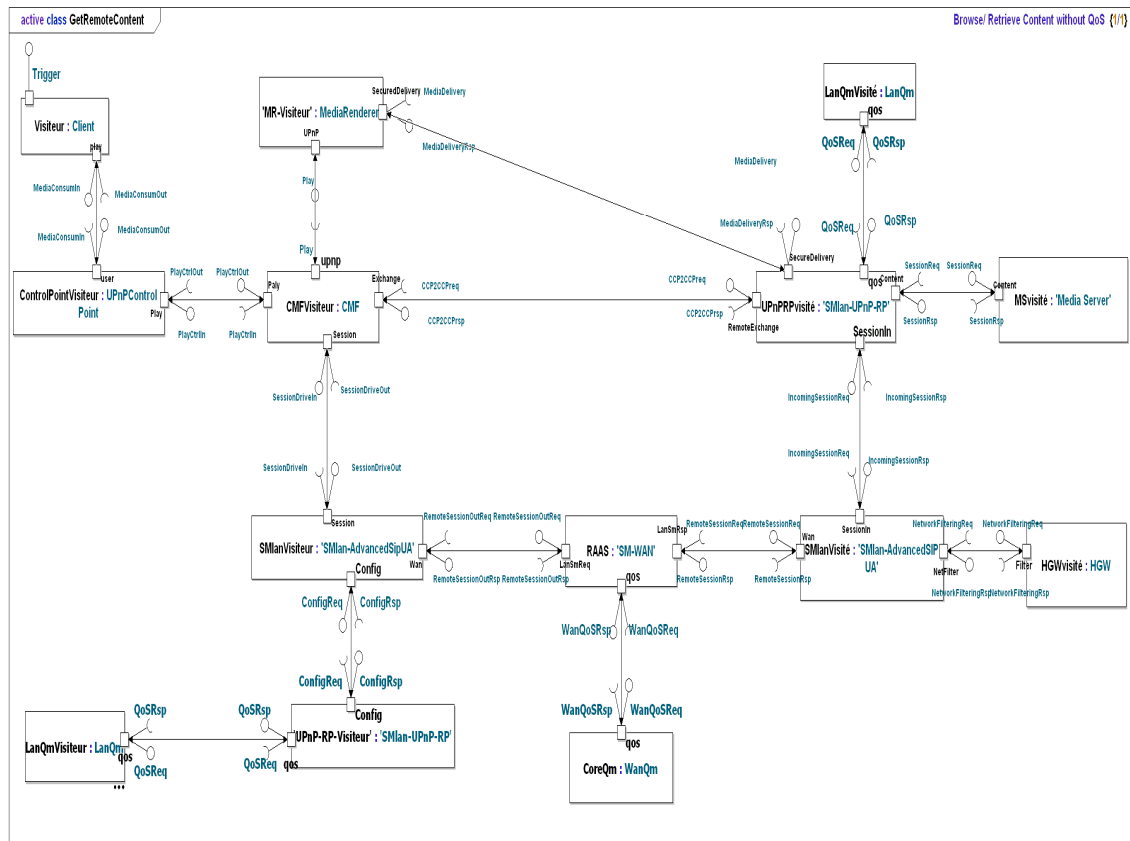 active class GetRemoteContent
Browse/ Retrieve Content without QoS {1/1}
Trigger
Visiteur : Client
play
MediaConsumIn
MediaConsumOut
MediaConsumIn
MediaConsumOut
user
ControlPointVisiteur : UPnPControl
Point
Play
PlayCtrlOut
PlayCtrlIn
PlayCtrlOut
PlayCtrlIn
'MR-Visiteur' : MediaRenderer
SecuredDelivery
MediaDelivery
MediaDeliveryRsp
UPnP
Play
Play
upnp
Paly
CMFVisiteur : CMF
Exchange
Session
CCP2CCPreq
CCP2CCPrsp
CCP2CCPreq
CCP2CCPrsp
RemoteExchange
LanQmVisité : LanQm
qos
QoSReq
QoSRsp
QoSReq
QoSRsp
MediaDelivery
MediaDeliveryRsp
SecureDelivery
qos
Content
UPnPRPvisité : 'SMlan-UPnP-RP'
SessionIn
SessionReq
SessionRsp
SessionReq
SessionRsp
Content
MSvisité : 'Media Server'
SessionDriveIn
SessionDriveOut
SessionDriveIn
SessionDriveOut
IncomingSessionReq
IncomingSessionRsp
IncomingSessionReq
IncomingSessionRsp
Session
SMlanVisiteur : 'SMlan-AdvancedSipUA'
Wan
Config
RemoteSessionOutReq
RemoteSessionOutRsp
RemoteSessionOutReq
RemoteSessionOutRsp
LanSmReq
RAAS : 'SM-WAN'
LanSmRsp
qos
RemoteSessionReq
RemoteSessionRsp
RemoteSessionReq
RemoteSessionRsp
SessionIn
Wan
SMlanVisité : 'SMlan-AdvancedSIP
UA'
NetFilter
NetworkFilteringReq
NetworkFilteringRsp
NetworkFilteringReq
NetworkFilteringRsp
Filter
HGWvisité : HGW
ConfigReq
ConfigRsp
ConfigReq
ConfigRsp
Config
'UPnP-RP-Visiteur' : 'SMlan-UPnP-RP'
qos
QoSRsp
QoSReq
QoSRsp
QoSReq
LanQmVisiteur : LanQm
qos
WanQoSRsp
WanQoSReq
WanQoSRsp
WanQoSReq
qos
CoreQm : WanQm